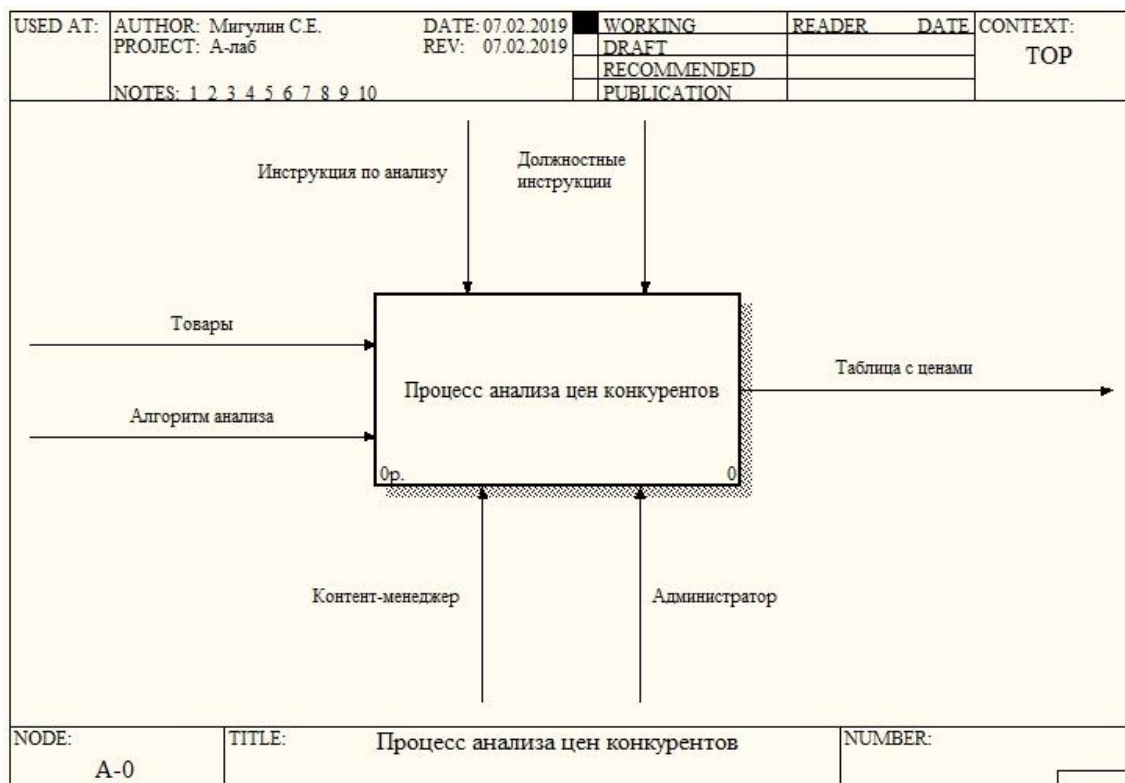 USED AT:
AUTHOR: Мигулин С.Е.
DATE: 07.02.2019
PROJECT: А-лаб
REV: 07.02.2019
NOTES: 1 2 3 4 5 6 7 8 9 10
WORKING
DRAFT
RECOMMENDED
PUBLICATION
READER DATE
CONTEXT:
TOP
Инструкция по анализу
Должностные
инструкции
Товары
Алгоритм анализа
Процесс анализа цен конкурентов
0р.
0
Таблица с ценами
Контент-менеджер
Администратор
NODE:
A-0
TITLE:
Процесс анализа цен конкурентов
NUMBER: